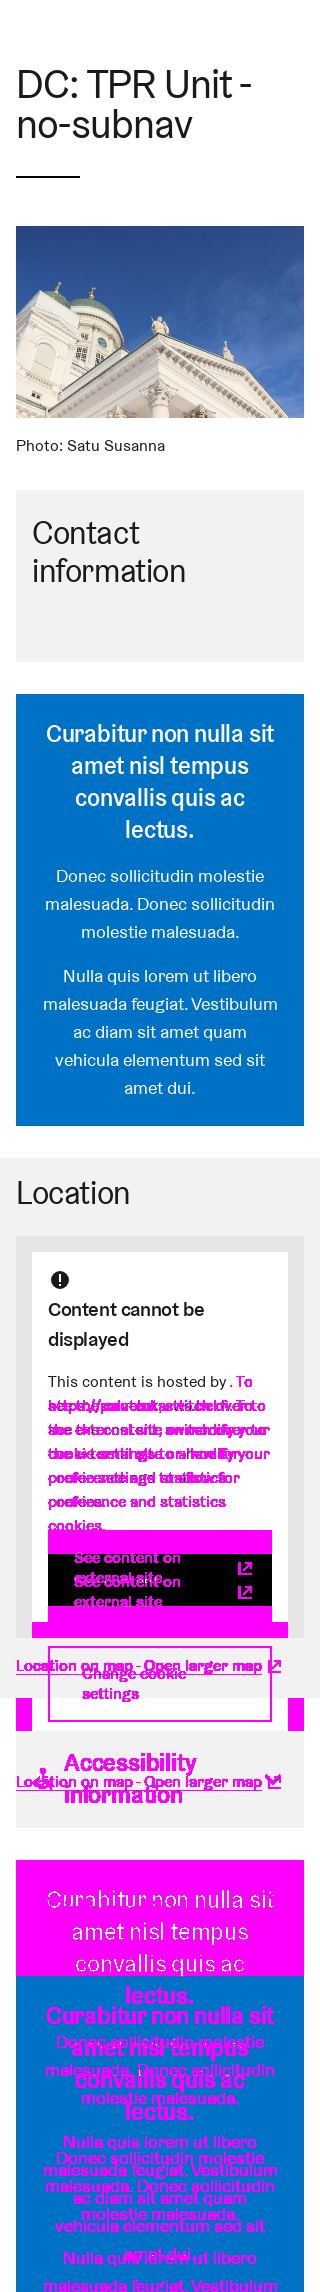 DC: TPR Unit -
no-subnav
Photo: Satu Susanna
Contact
information
Curabitur non nulla sit
amet nisl tempus
convallis quis ac
lectus.
Donec sollicitudin molestie
malesuada. Donec sollicitudin
molestie malesuada.
Nulla quis lorem ut libero
malesuada feugiat. Vestibulum
ac diam sit amet quam
vehicula elementum sed sit
amet dui.
Location
Content cannot be
displayed
This content is hosted by . To
preference and statistics
cookies.
See content on
external site
See content on
external site
Location on map - Open larger map
Change cookie
settings
Accessibility
information
Location on map - Open larger map
Curabitur non nulla sit
amet nisl tempus
convallis quis ac
lectus.
Curabitur non nulla sit
amet nisl tempus
Donec sollicitudin molestie
convallis quis ac
malesuada. Donec sollicitudin
molestie malesuada.
lectus.
Nulla quis lorem ut libero
Donec sollicitudin molestie
malesuada feugiat. Vestibulum
malesuada. Donec sollicitudin
ac diam sit amet quam
molestie malesuada.
vehicula elementum sed sit
amet dui.
Nulla quis lorem ut libero
malesuada feugiat. Vestibulum